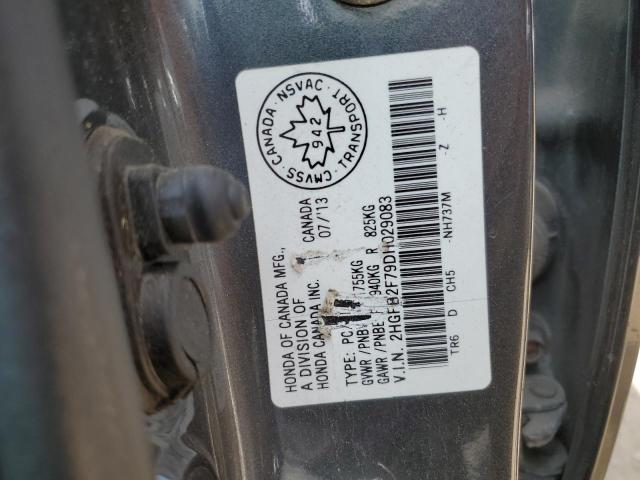 CMVSS · CANADA · NSVAC · TRANSPORT
942
HONDA OF CANADA MFG.,
A DIVISION OF
HONDA CANADA INC.
CANADA
07/'13
TYPE: PC
GVWR /PNBV 1755KG
GAWR /PNBE F 940KG R 825KG
V.I.N. 2HGFB2F79DH029083
TR6 D CH5 -NH737M -Z -H